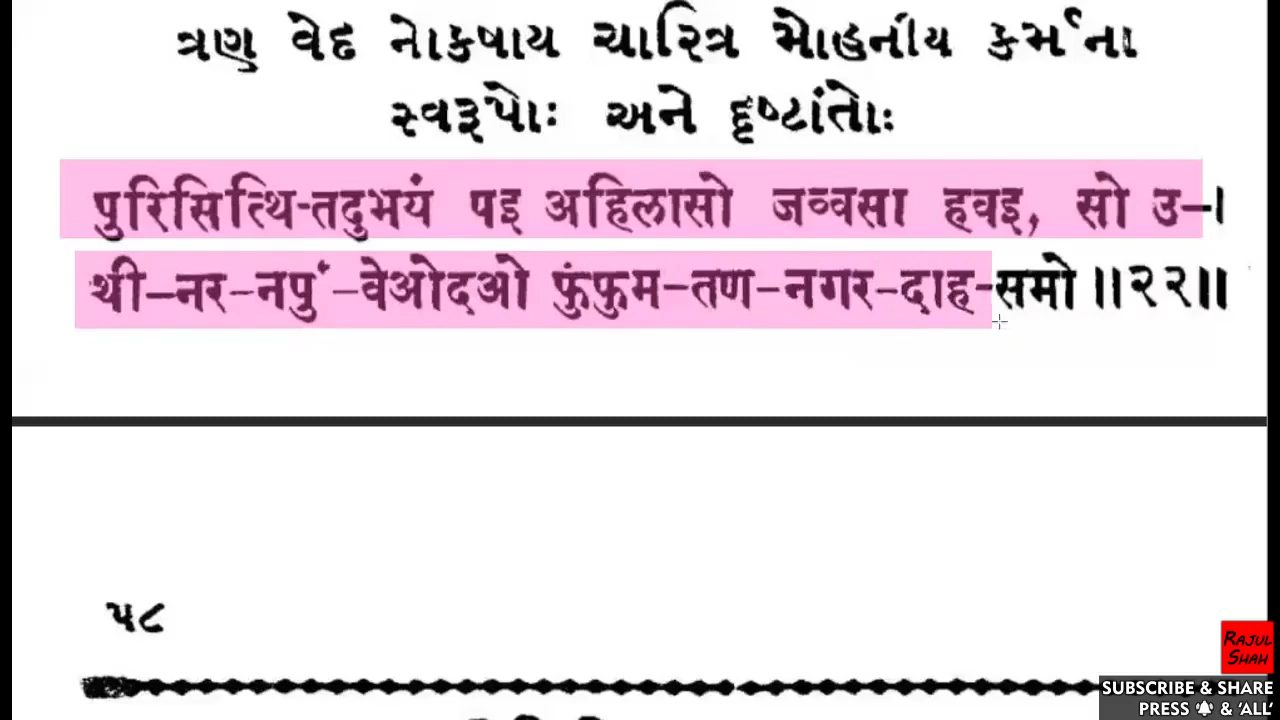 ત્રણ વેદ નોકષાય ચારિત્ર મોહનીય કર્મના
સ્વરૂપોઃ અને દૃષ્ટાંતોઃ
पुरिसित्थि-तदुभयं पइ अहिलासो जव्वसा हवइ, सो उ-।
थी-नर-नपुं-वेओदओ फुंफुम-तण-नगर-दाह-समो ॥२२॥
૫૮
RAJUL
SHAH
SUBSCRIBE & SHARE
PRESS & 'ALL'